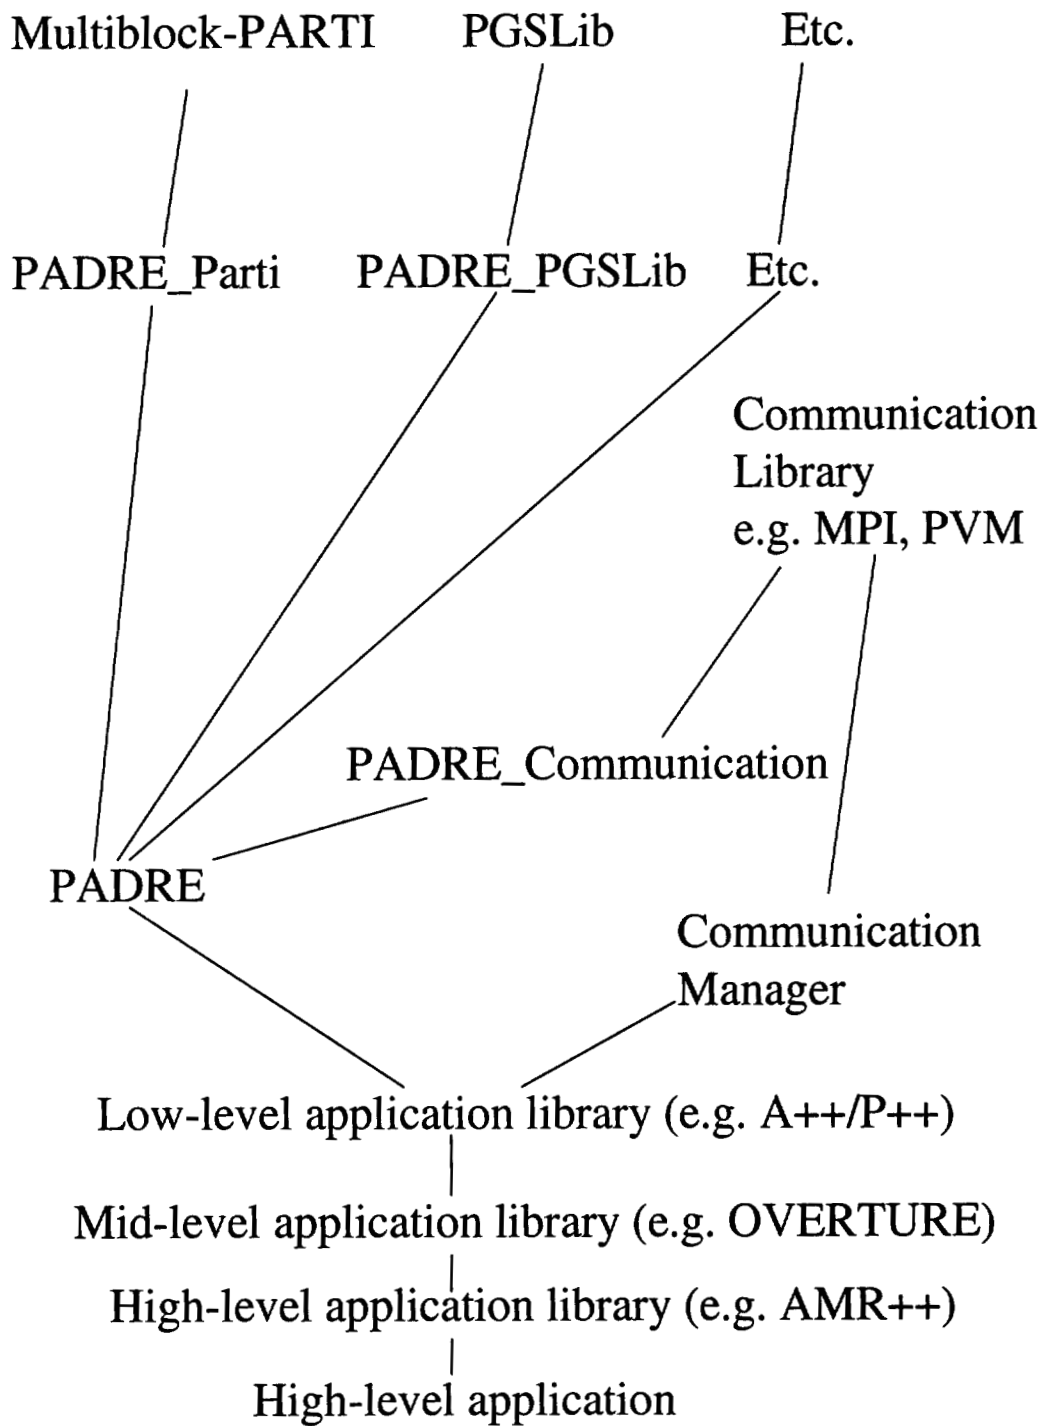 Multiblock-PARTI PGSLib Etc.
PADRE_Parti PADRE_PGSLib Etc.
Communication
Library
e.g. MPI, PVM
PADRE_Communication
PADRE
Communication
Manager
Low-level application library (e.g. A++/P++)
Mid-level application library (e.g. OVERTURE)
High-level application library (e.g. AMR++)
High-level application